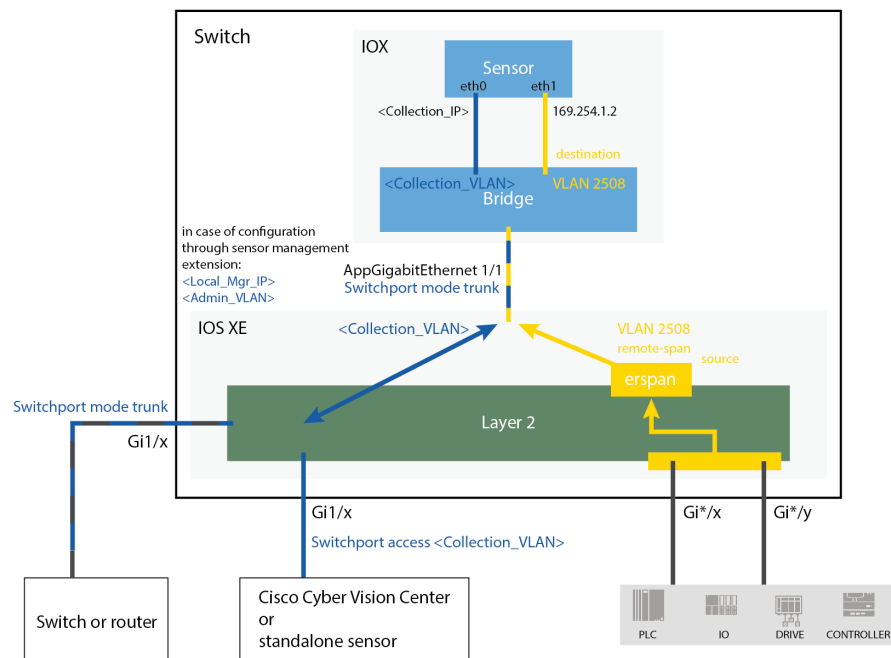 Switch
IOX
Sensor
eth0
eth1
<Collection_IP>
169.254.1.2
destination
<Collection_VLAN>
VLAN 2508
Bridge
in case of configuration
through sensor management
extension:
<Local_Mgr_IP>
<Admin_VLAN>
AppGigabitEthernet 1/1
Switchport mode trunk
IOS XE
<Collection_VLAN>
VLAN 2508
remote-span
source
erspan
Switchport mode trunk
Gi1/x
Layer 2
Gi1/x
Gi*/x
Gi*/y
Switchport access <Collection_VLAN>
Switch or router
Cisco Cyber Vision Center
or
standalone sensor
PLC
IO
DRIVE
CONTROLLER